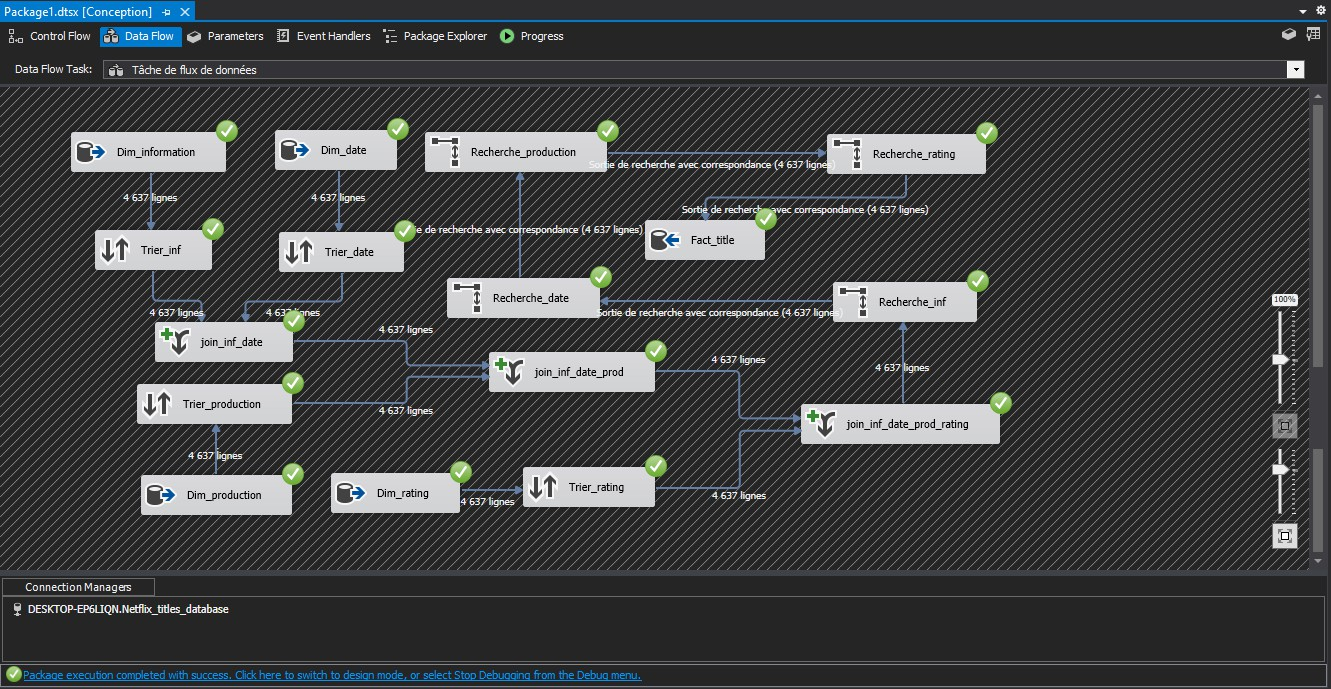 Package1.dtsx [Conception]
Control Flow
Data Flow
Parameters
Event Handlers
Package Explorer
Progress
Data Flow Task:
Tâche de flux de données
Dim_information
Dim_date
Recherche_production
Recherche_rating
Sortie de recherche avec correspondance (4 637 lignes)
4 637 lignes
4 637 lignes
Sortie de recherche avec correspondance (4 637 lignes)
Trier_inf
Trier_date
de recherche avec correspondance (4 637 lignes)
Fact_title
Recherche_date
Recherche_inf
100%
4 637 lignes
4 637 lignes
Sortie de recherche avec correspondance (4 637 lignes)
join_inf_date
4 637 lignes
join_inf_date_prod
4 637 lignes
4 637 lignes
Trier_production
4 637 lignes
join_inf_date_prod_rating
4 637 lignes
Dim_production
Dim_rating
4 637 lignes
Trier_rating
4 637 lignes
Connection Managers
DESKTOP-EP6LIQN.Netflix_titles_database
Package execution completed with success. Click here to switch to design mode, or select Stop Debugging from the Debug menu.